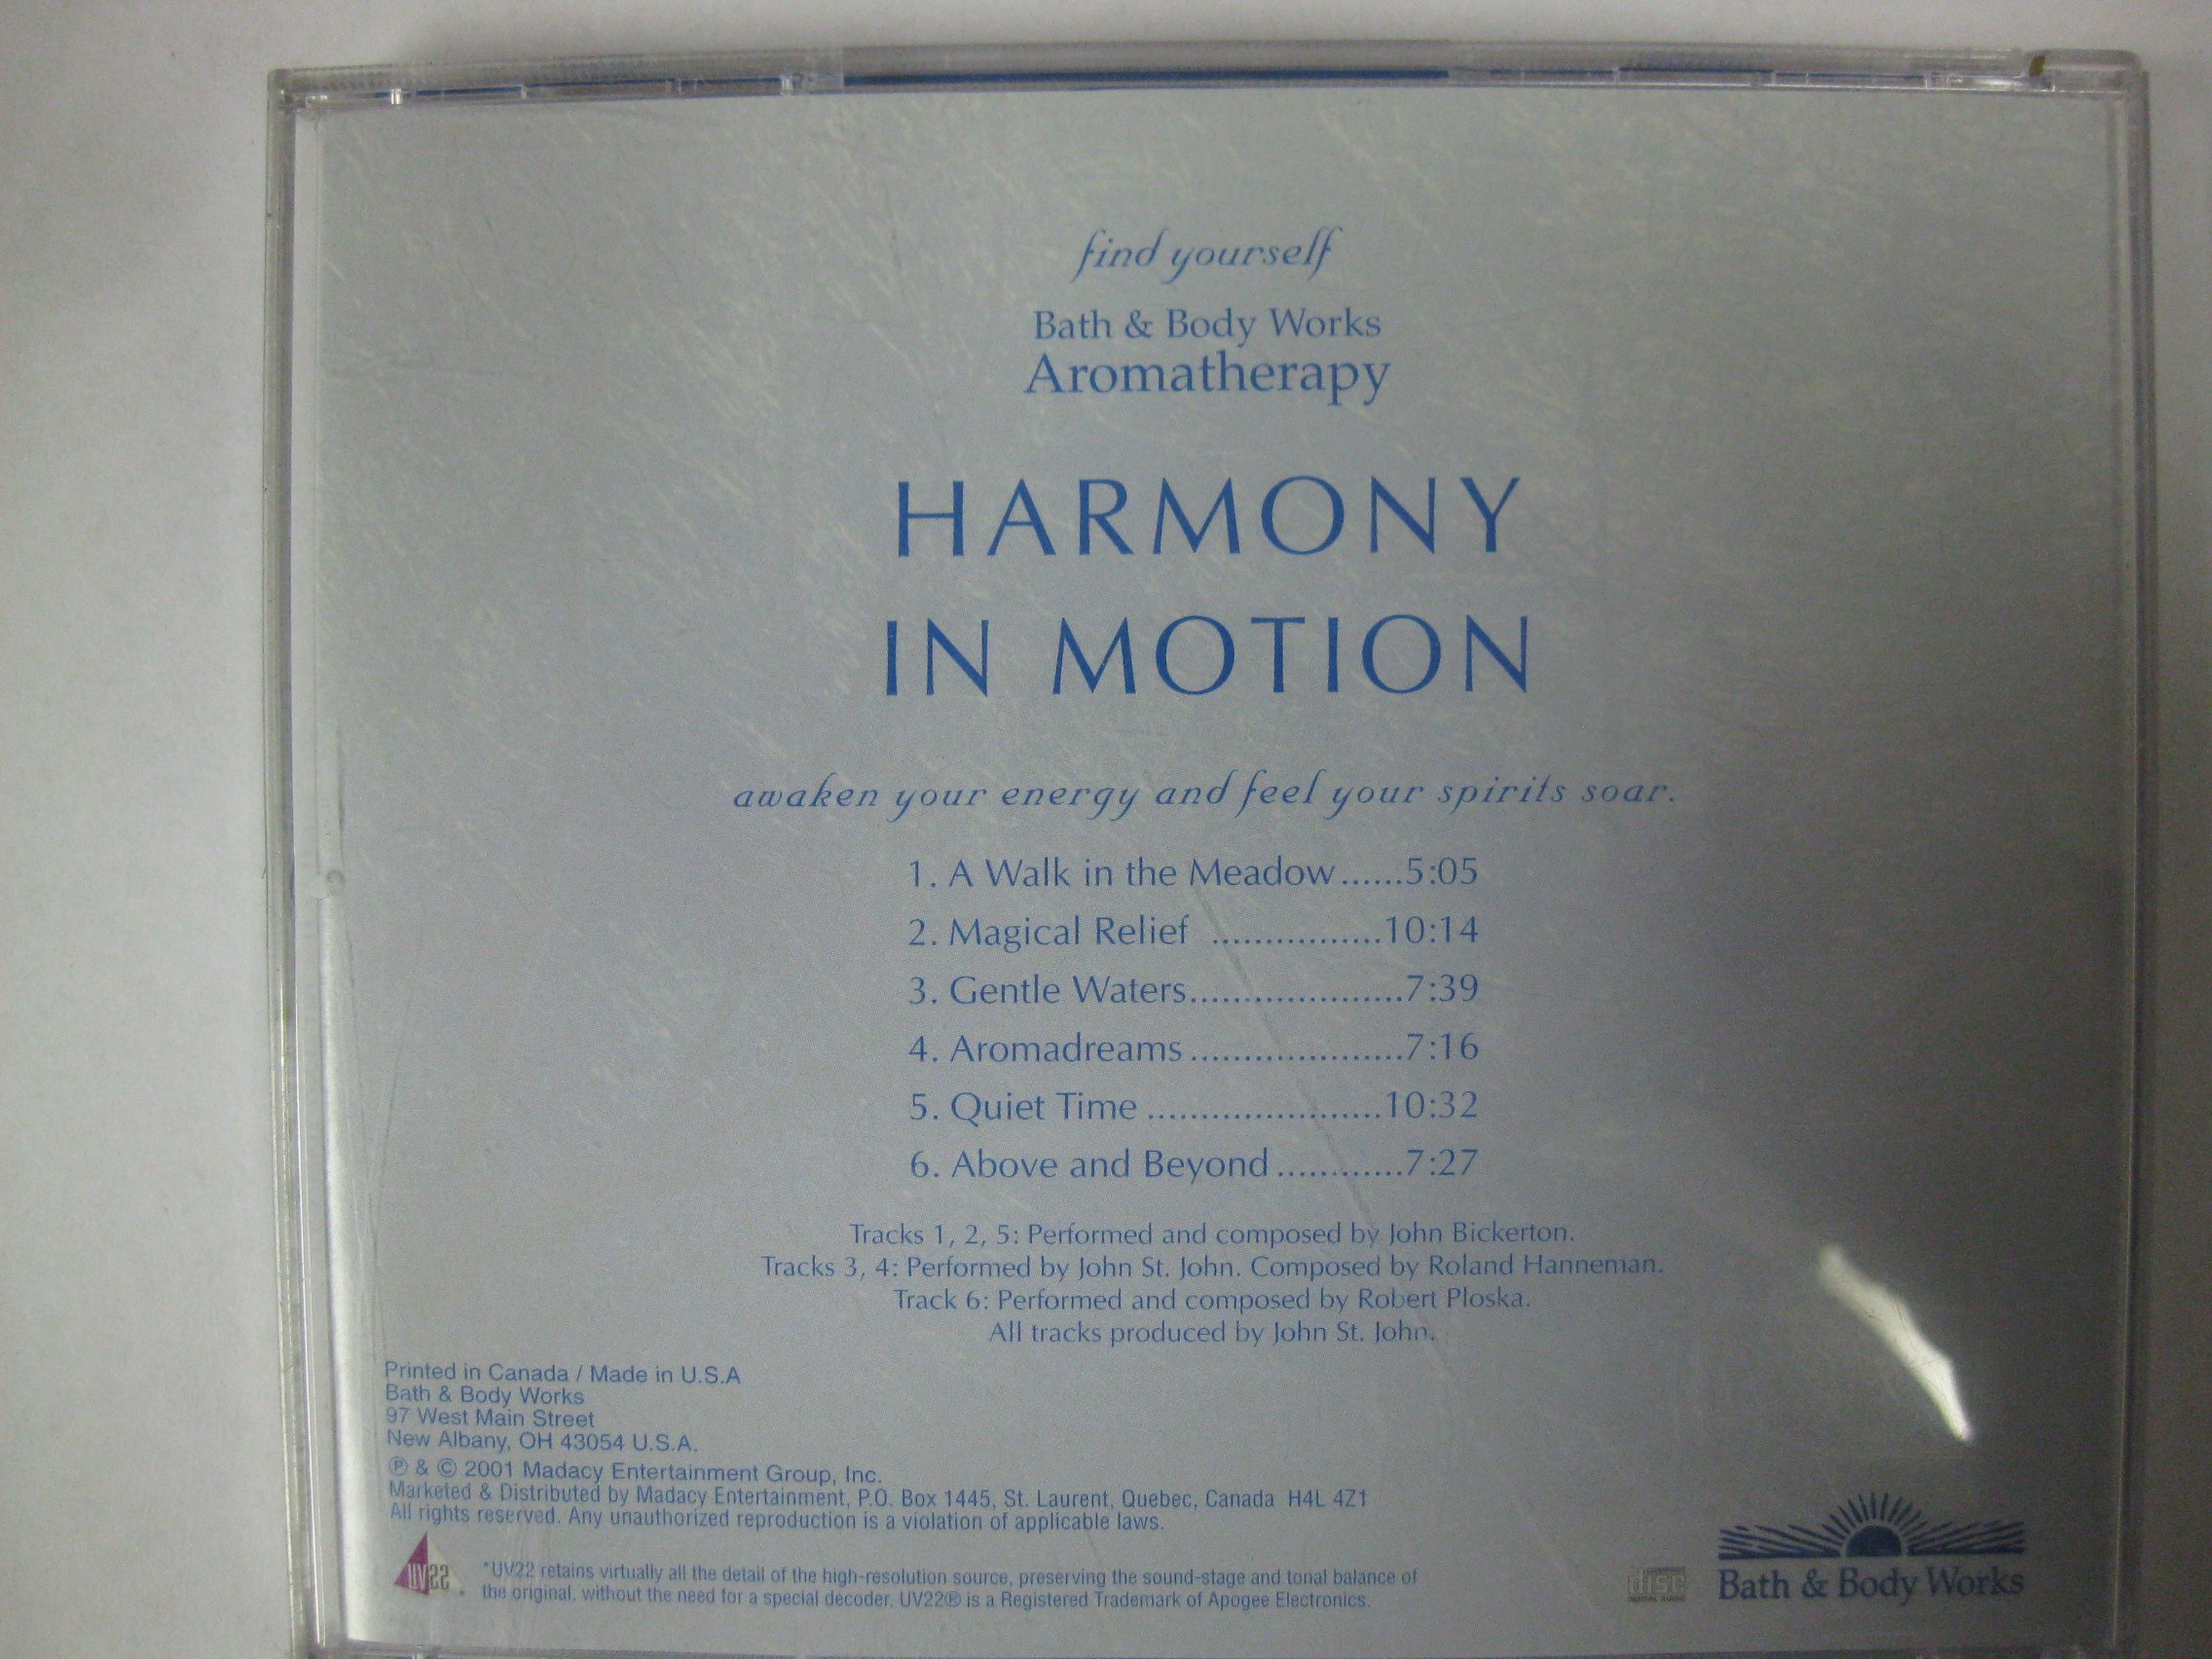 find yourself
Bath & Body Works
Aromatherapy
HARMONY
IN MOTION
awaken your energy and feel your spirits soar.
1. A Walk in the Meadow......5:05
2. Magical Relief ................10:14
3. Gentle Waters....................7:39
4. Aromadreams....................7:16
5. Quiet Time ......................10:32
6. Above and Beyond............7:27
Tracks 1, 2, 5: Performed and composed by John Bickerton.
Tracks 3, 4: Performed by John St. John. Composed by Roland Hanneman.
Track 6: Performed and composed by Robert Ploska.
All tracks produced by John St. John.
Printed in Canada / Made in U.S.A
Bath & Body Works
97 West Main Street
New Albany, OH 43054 U.S.A.
℗ & © 2001 Madacy Entertainment Group, Inc.
Marketed & Distributed by Madacy Entertainment, P.O. Box 1445, St. Laurent, Quebec, Canada H4L 4Z1
All rights reserved. Any unauthorized reproduction is a violation of applicable laws.
UV22
*UV22 retains virtually all the detail of the high-resolution source, preserving the sound-stage and tonal balance of
the original, without the need for a special decoder. UV22® is a Registered Trademark of Apogee Electronics.
disc
DIGITAL AUDIO
Bath & Body Works